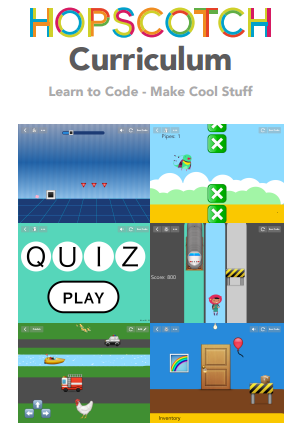 HOPSCOTCH
Curriculum
Learn to Code - Make Cool Stuff
Pipes: 1
QUIZ
PLAY
Score: 800
Inventory